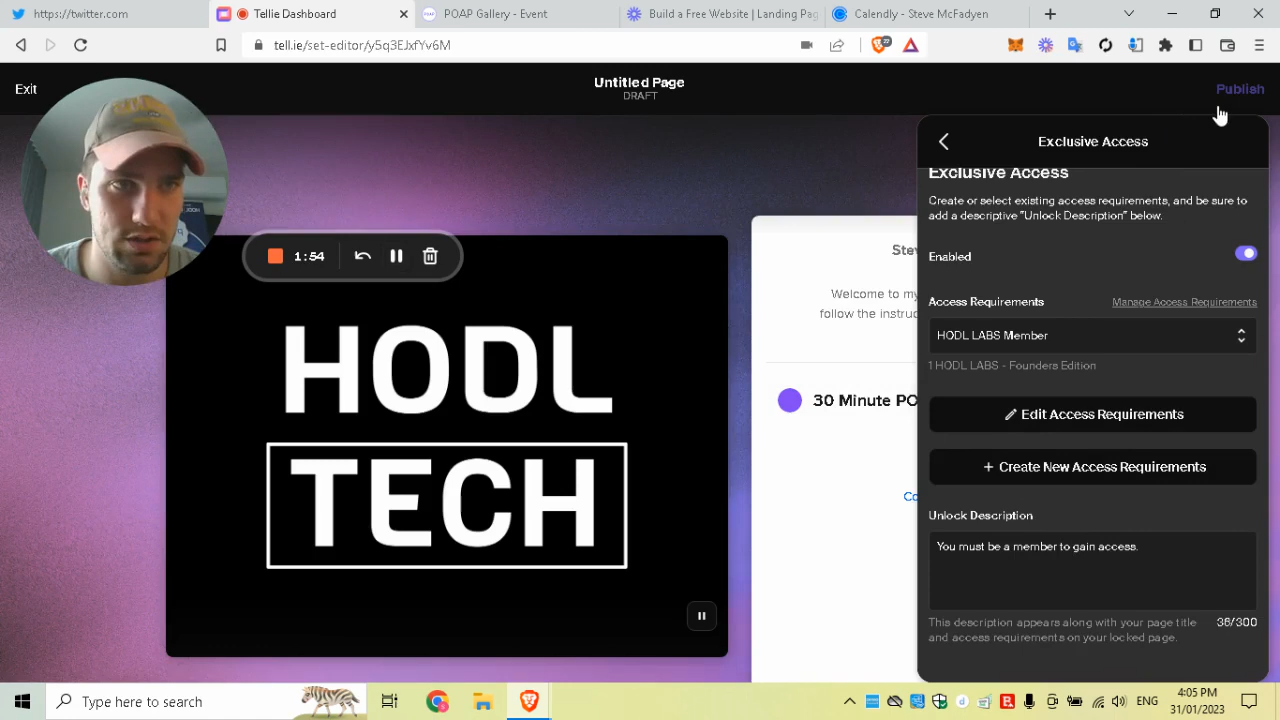 https://twitter.com
Tellie Dashboard
POAP Gallery - Event
Build a Free Website | Landing Pag
Calendly - Steve McFadyen
tell.ie/set-editor/y5q3EJxfYv6M
22
Exit
Untitled Page
DRAFT
Publish
Exclusive Access
Exclusive Access
Create or select existing access requirements, and be sure to
add a descriptive "Unlock Description" below.
Enabled
Access Requirements
Manage Access Requirements
HODL LABS Member
1 HODL LABS - Founders Edition
Edit Access Requirements
+ Create New Access Requirements
Unlock Description
You must be a member to gain access.
This description appears along with your page title
and access requirements on your locked page.
36/300
1:54
HODL
TECH
Stev
Welcome to my
follow the instruc
30 Minute PO
Co
Type here to search
ENG
4:05 PM
31/01/2023